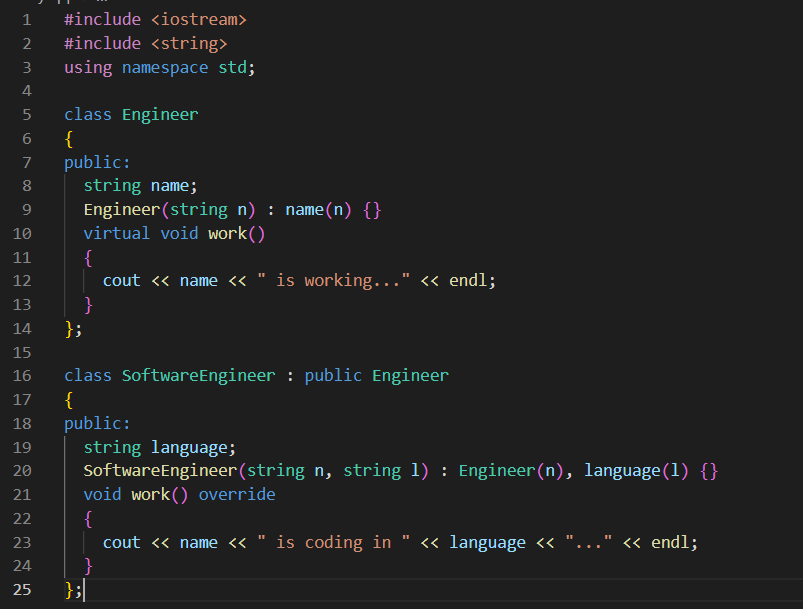 1 #include <iostream>
2 #include <string>
3 using namespace std;
4
5 class Engineer
6 {
7 public:
8   string name;
9   Engineer(string n) : name(n) {}
10   virtual void work()
11   {
12     cout << name << " is working..." << endl;
13   }
14 };
15
16 class SoftwareEngineer : public Engineer
17 {
18 public:
19   string language;
20   SoftwareEngineer(string n, string l) : Engineer(n), language(l) {}
21   void work() override
22   {
23     cout << name << " is coding in " << language << "..." << endl;
24   }
25 };